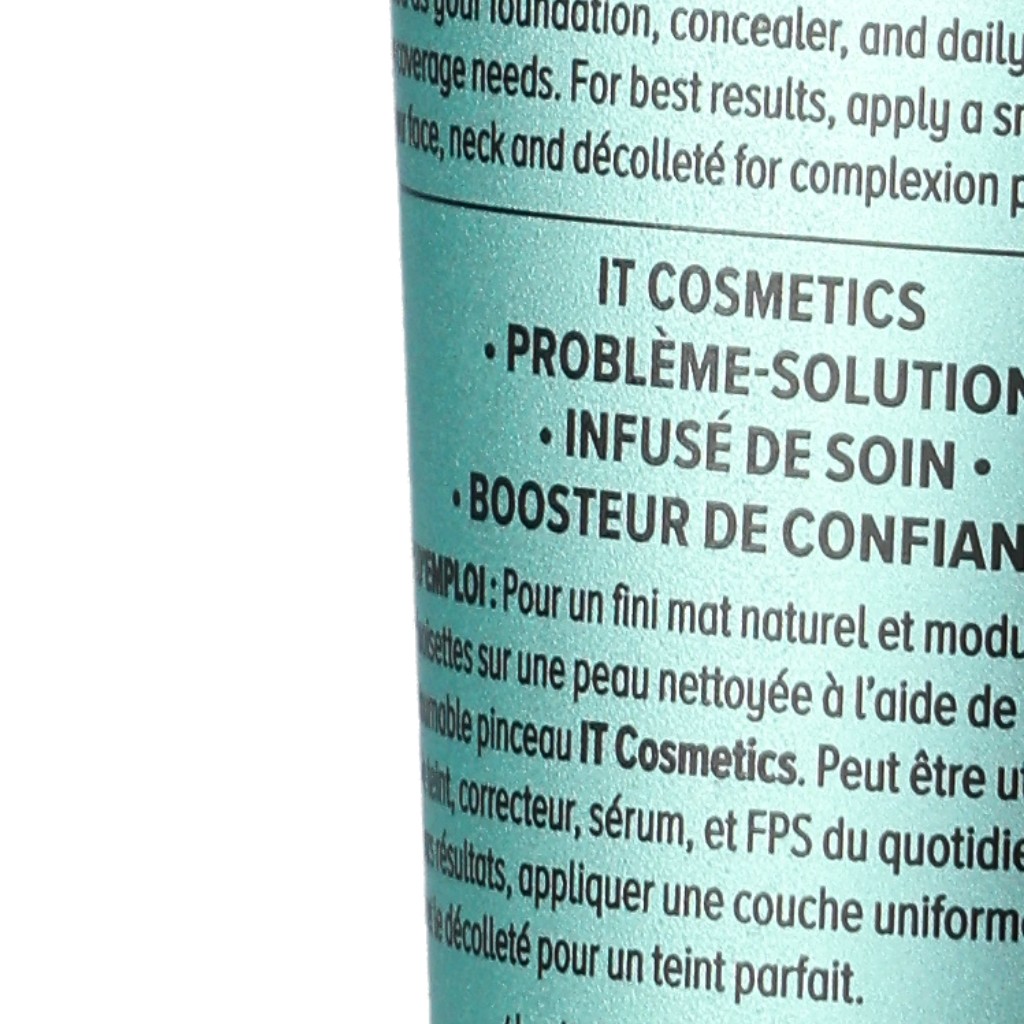 your foundation, concealer, and daily
coverage needs. For best results, apply a
face, neck and décolleté for complexion
IT COSMETICS
• PROBLÈME-SOLUTION
• INFUSÉ DE SOIN •
• BOOSTEUR DE CONFIAN
D'EMPLOI : Pour un fini mat naturel et modu
noisettes sur une peau nettoyée à l'aide de
pinceau IT Cosmetics. Peut être ut
teint, correcteur, sérum, et FPS du quotidie
résultats, appliquer une couche uniforme
le décolleté pour un teint parfait.